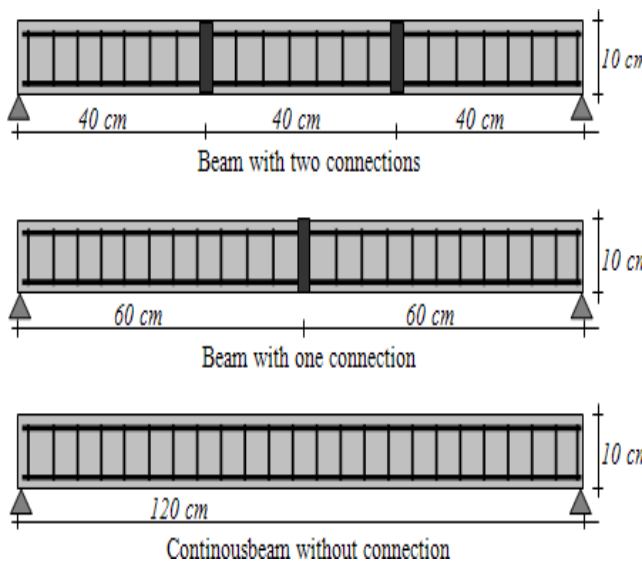 10 cm
40 cm 40 cm 40 cm
Beam with two connections
10 cm
60 cm 60 cm
Beam with one connection
10 cm
120 cm
Continousbeam without connection